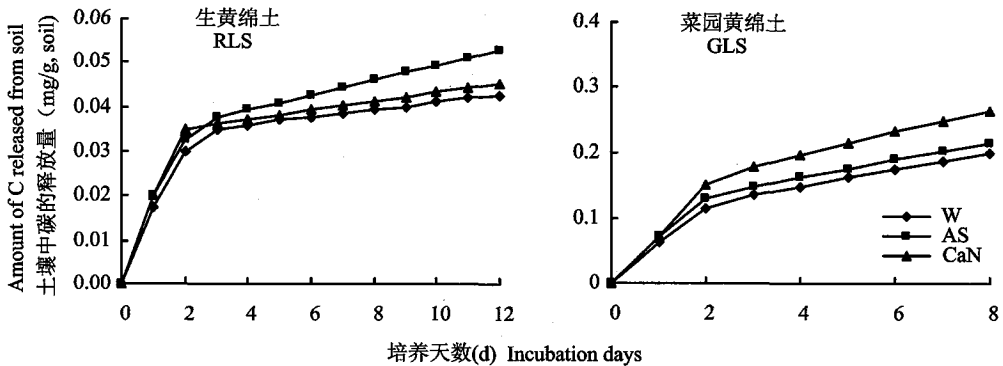 Amount of C released from soil
土壤中碳的释放量 (mg/g, soil)
生黄绵土
RLS
0.06
0.05
0.04
0.03
0.02
0.01
0.00
0 2 4 6 8 10 12
菜园黄绵土
GLS
0.4
0.3
0.2
0.1
0
0 2 4 6 8
W
AS
CaN
培养天数(d) Incubation days